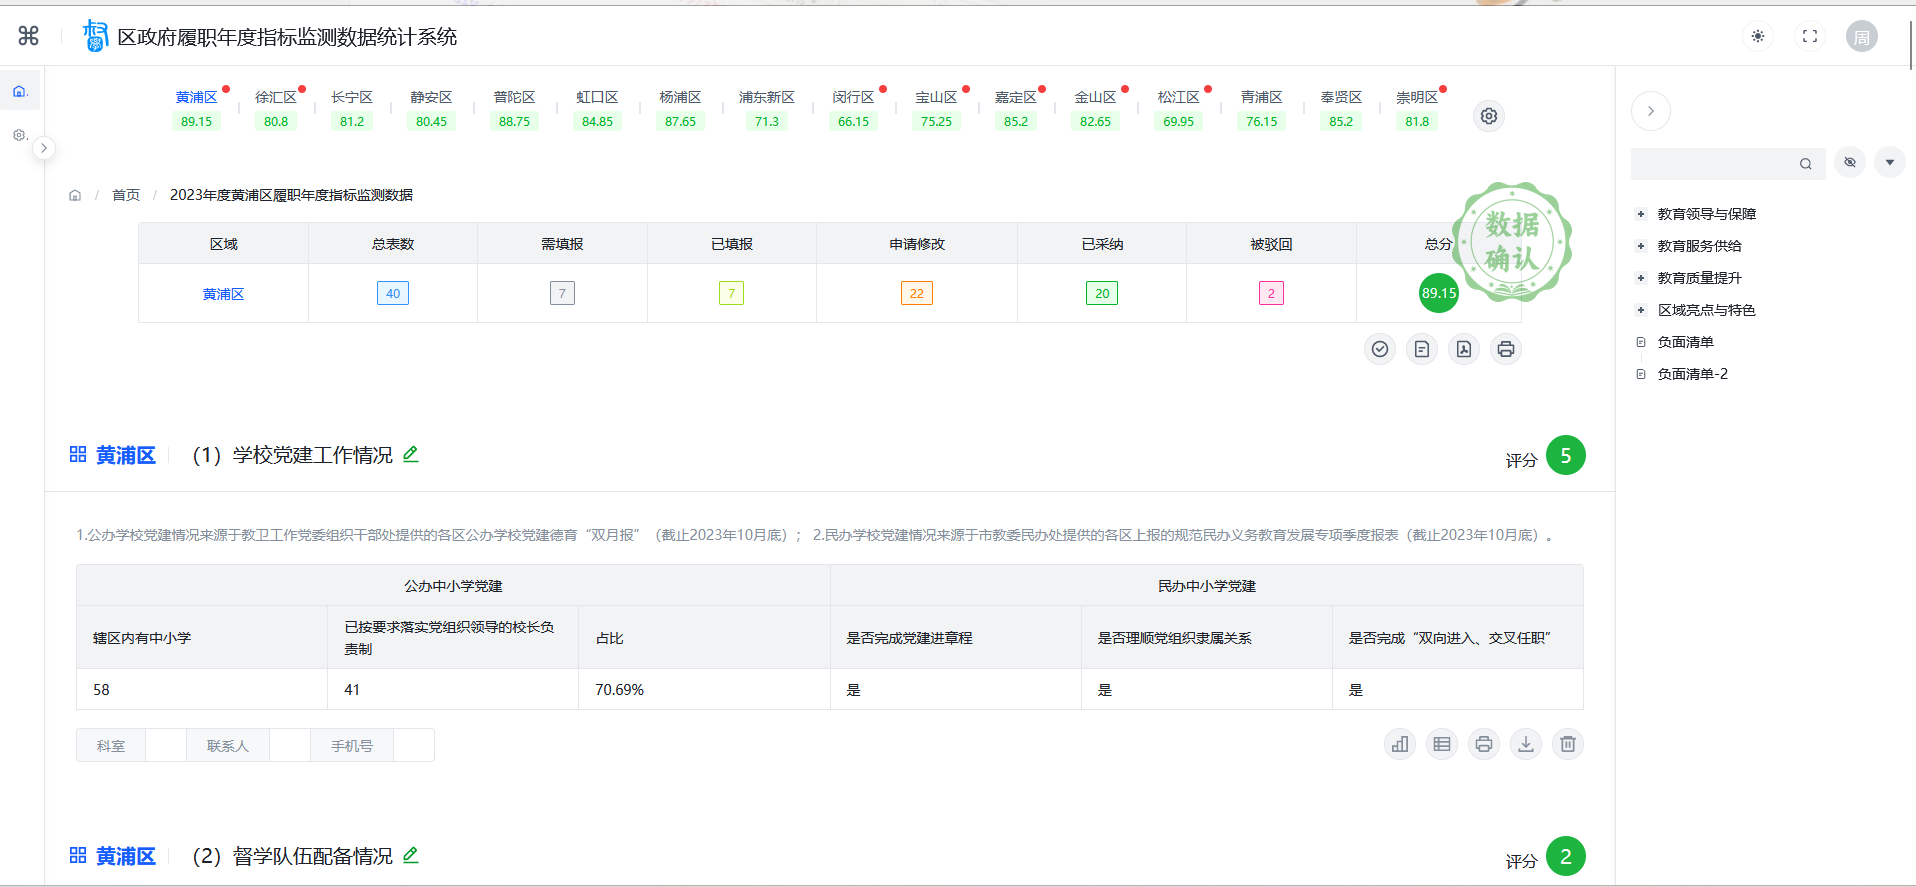 区政府履职年度指标监测数据统计系统
周
黄浦区 徐汇区 长宁区 静安区 普陀区 虹口区 杨浦区 浦东新区 闵行区 宝山区 嘉定区 金山区 松江区 青浦区 奉贤区 崇明区
89.15 80.8 81.2 80.45 88.75 84.85 87.65 71.3 66.15 75.25 85.2 82.65 69.95 76.15 85.2 81.8
/ 首页 / 2023年度黄浦区履职年度指标监测数据
区域 总表数 需填报 已填报 申请修改 已采纳 被驳回 总分
黄浦区 40 7 7 22 20 2 89.15
数据
确认
黄浦区 （1）学校党建工作情况 评分 5
1.公办学校党建情况来源于教卫工作党委组织干部处提供的各区公办学校党建德育“双月报”（截止2023年10月底）； 2.民办学校党建情况来源于市教委民办处提供的各区上报的规范民办义务教育发展专项季度报表（截止2023年10月底）。
公办中小学党建 民办中小学党建
辖区内有中小学 已按要求落实党组织领导的校长负责制 占比 是否完成党建进章程 是否理顺党组织隶属关系 是否完成“双向进入、交叉任职”
58 41 70.69% 是 是 是
科室 联系人 手机号
黄浦区 （2）督学队伍配备情况 评分 2
教育领导与保障
教育服务供给
教育质量提升
区域亮点与特色
负面清单
负面清单-2